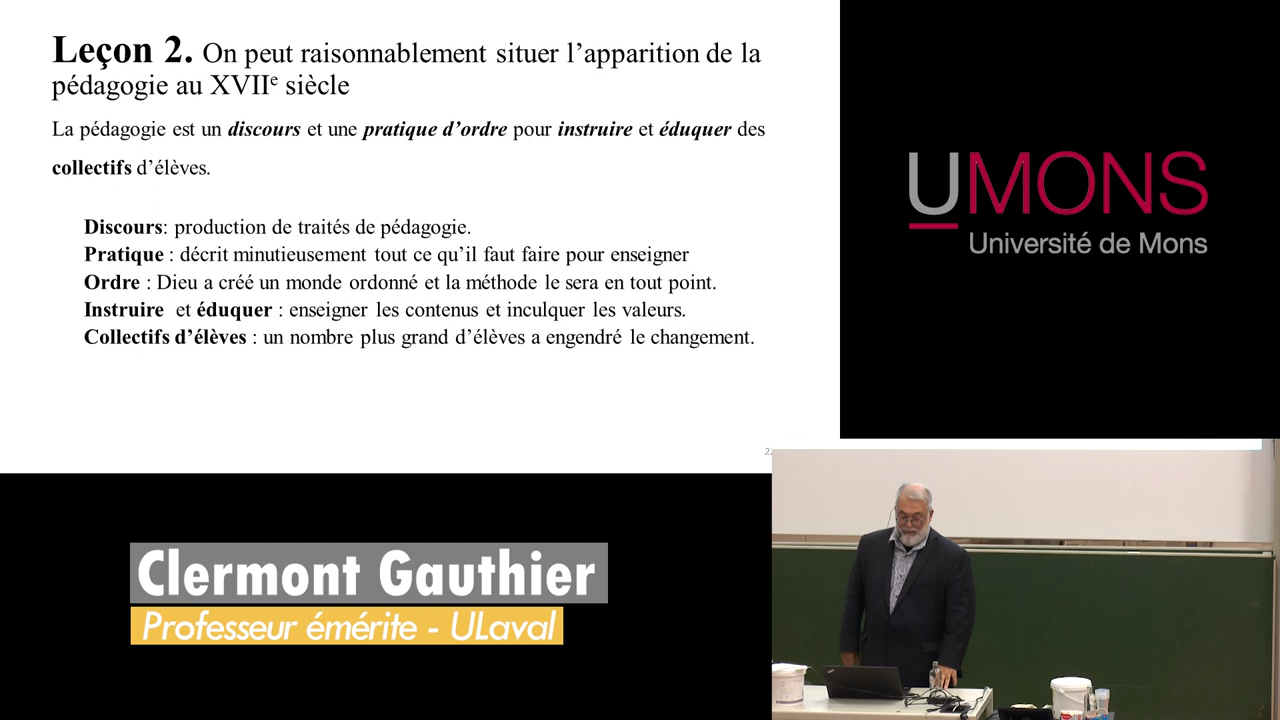 Leçon 2. On peut raisonnablement situer l’apparition de la
pédagogie au XVIIe siècle
La pédagogie est un discours et une pratique d’ordre pour instruire et éduquer des
collectifs d’élèves.
Discours: production de traités de pédagogie.
Pratique : décrit minutieusement tout ce qu’il faut faire pour enseigner
Ordre : Dieu a créé un monde ordonné et la méthode le sera en tout point.
Instruire et éduquer : enseigner les contenus et inculquer les valeurs.
Collectifs d’élèves : un nombre plus grand d’élèves a engendré le changement.
UMONS
Université de Mons
Clermont Gauthier
Professeur émérite - ULaval